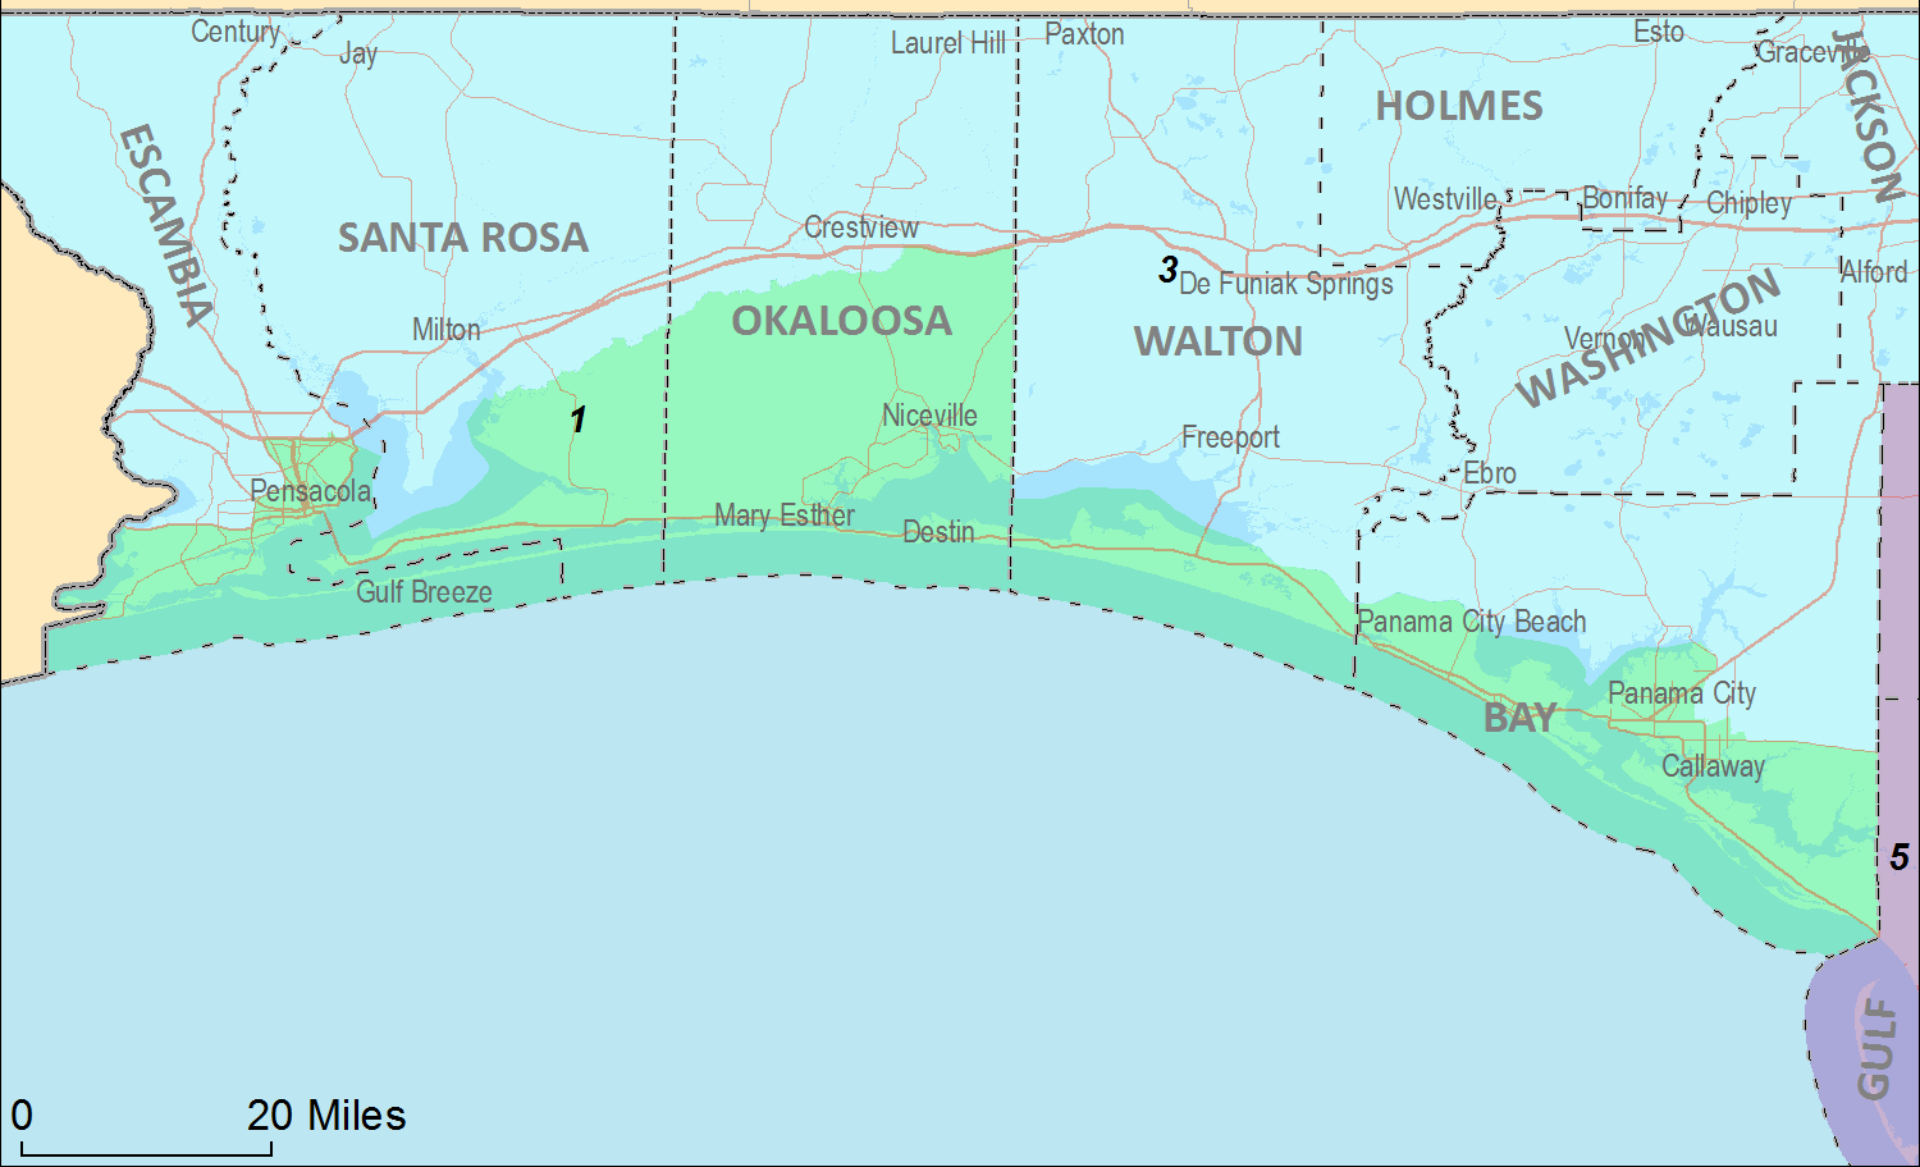 Century
Jay
Laurel Hill
Paxton
Esto
Graceville
JACKSON
HOLMES
ESCAMBIA
SANTA ROSA
Crestview
Westville
Bonifay
Chipley
3
De Funiak Springs
Alford
Milton
OKALOOSA
WALTON
Vernon
Wausau
WASHINGTON
1
Niceville
Freeport
Ebro
Pensacola
Mary Esther
Destin
Gulf Breeze
Panama City Beach
Panama City
BAY
Callaway
5
GULF
0
20 Miles